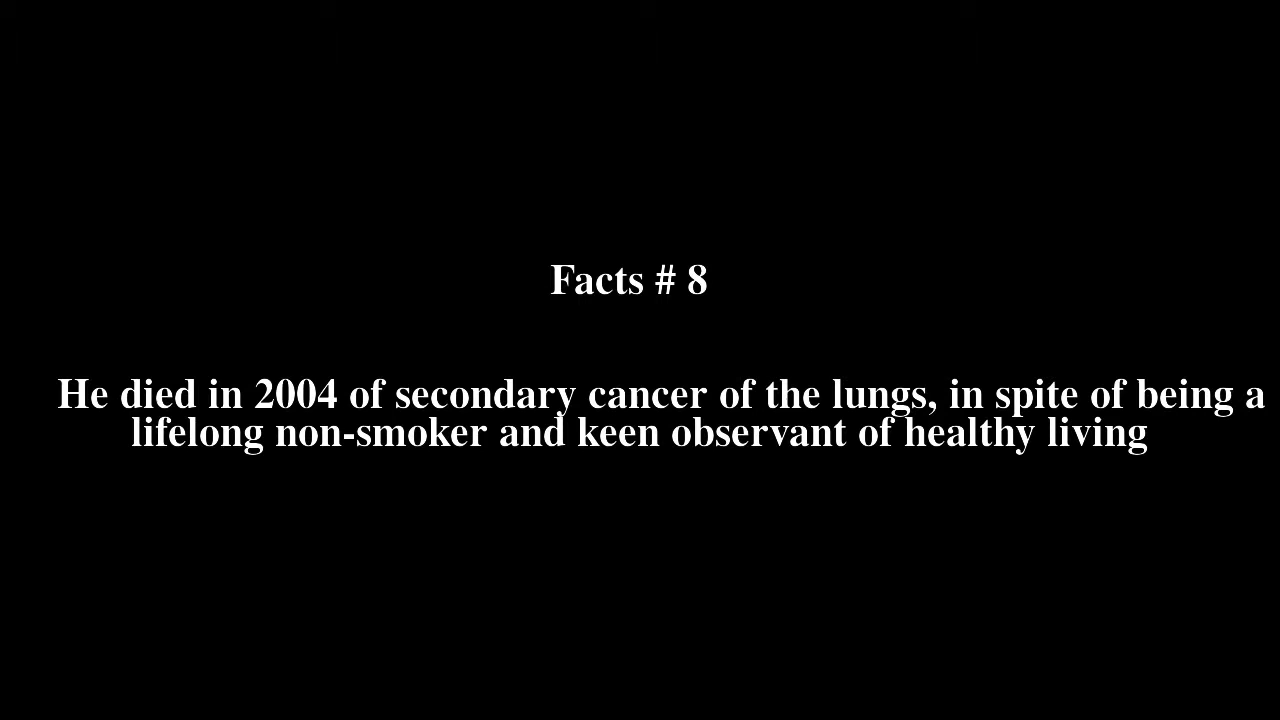 Facts # 8
He died in 2004 of secondary cancer of the lungs, in spite of being a
lifelong non-smoker and keen observant of healthy living